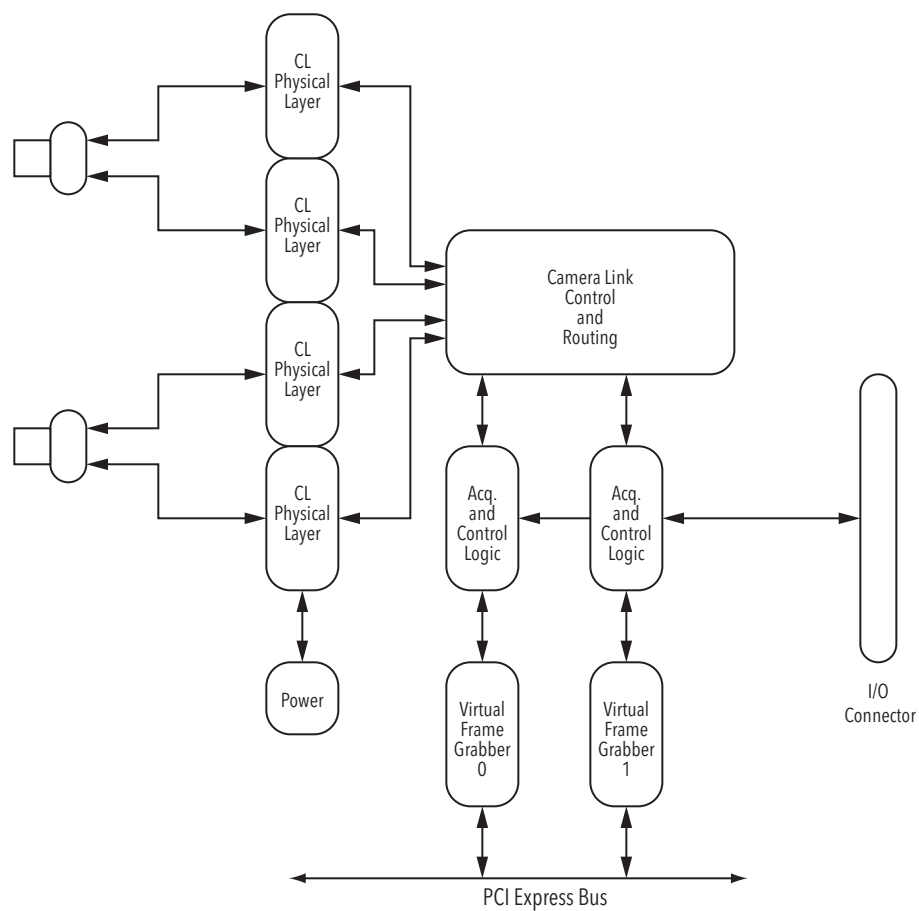 CL
Physical
Layer
CL
Physical
Layer
CL
Physical
Layer
CL
Physical
Layer
Power
Camera Link
Control
and
Routing
Acq.
and
Control
Logic
Acq.
and
Control
Logic
Virtual
Frame
Grabber
0
Virtual
Frame
Grabber
1
I/O
Connector
PCI Express Bus